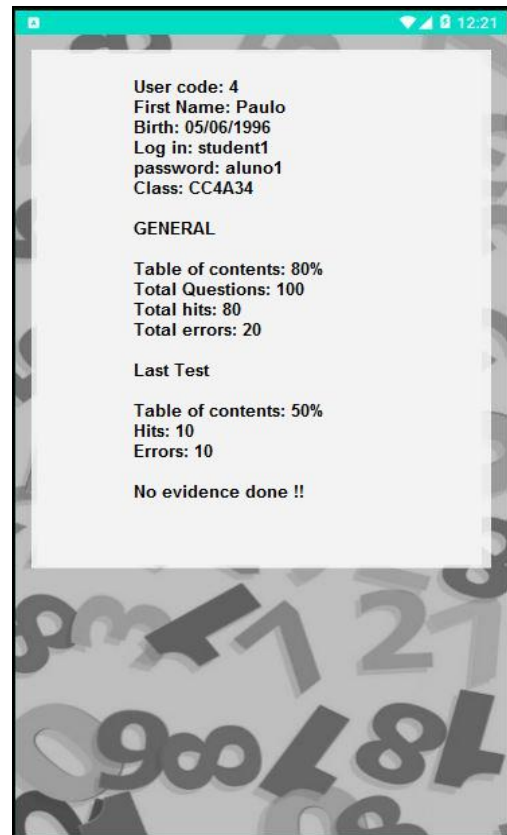 12:21
User code: 4
First Name: Paulo
Birth: 05/06/1996
Log in: student1
password: aluno1
Class: CC4A34
GENERAL
Table of contents: 80%
Total Questions: 100
Total hits: 80
Total errors: 20
Last Test
Table of contents: 50%
Hits: 10
Errors: 10
No evidence done !!